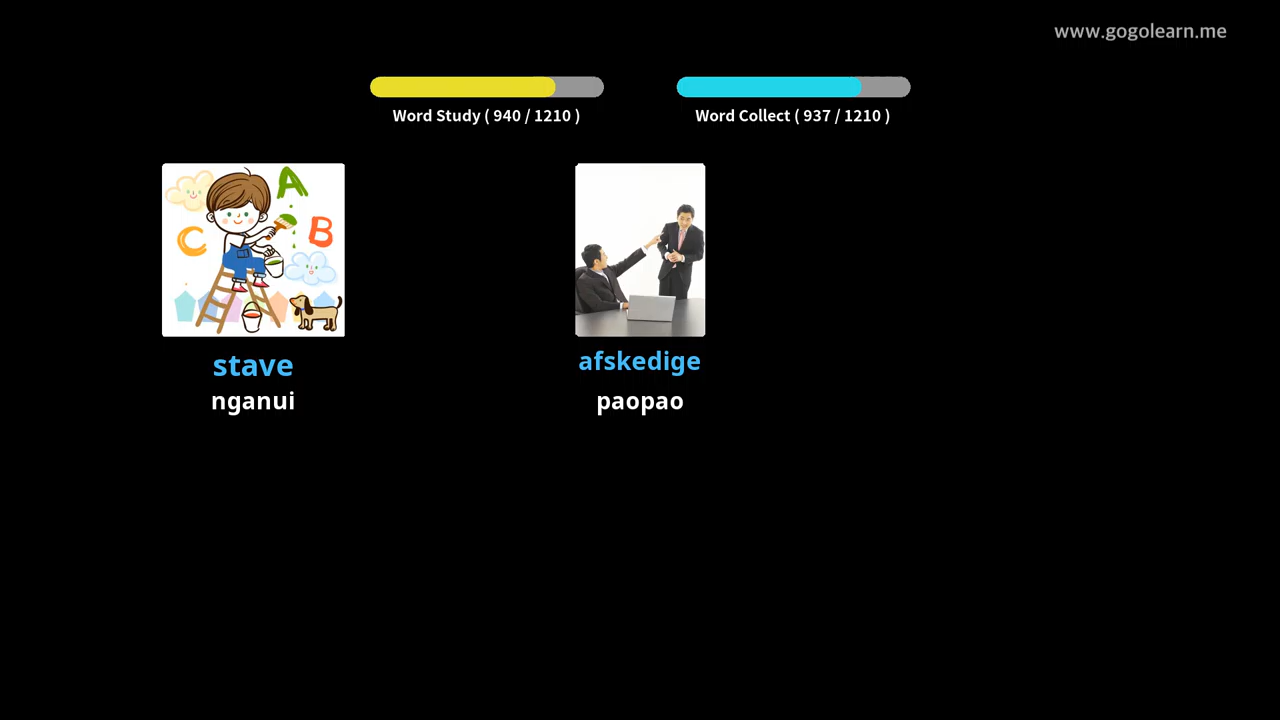 www.gogolearn.me
Word Study ( 940 / 1210 )
Word Collect ( 937 / 1210 )
A
B
C
stave
nganui
afskedige
paopao